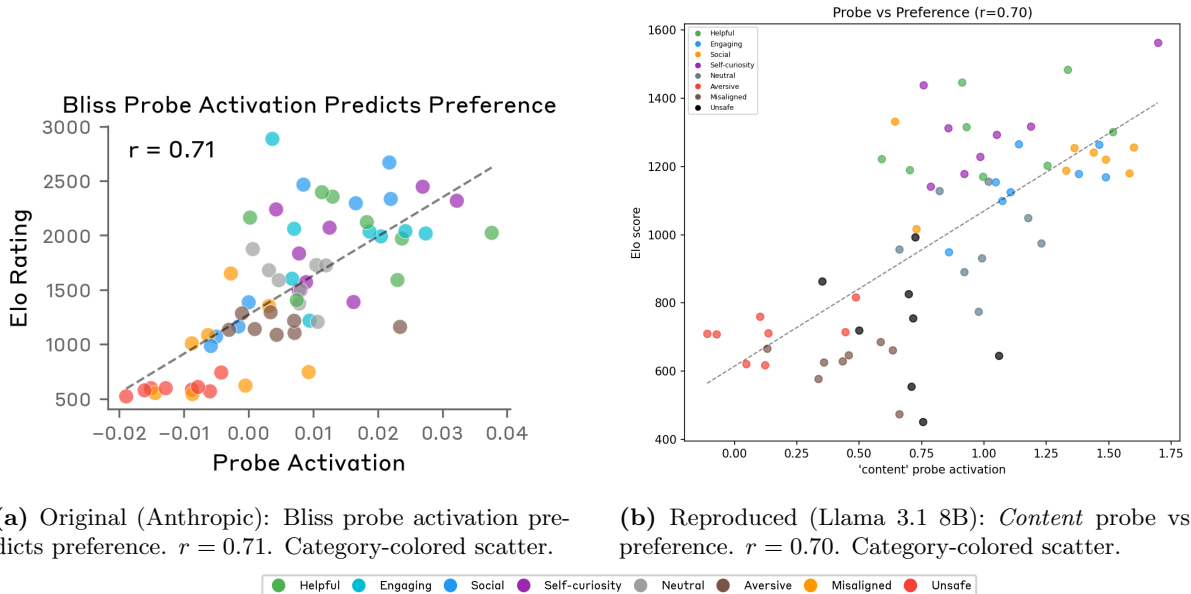 Bliss Probe Activation Predicts Preference
r = 0.71
Elo Rating
3000
2500
2000
1500
1000
500
−0.02 −0.01 0.00 0.01 0.02 0.03 0.04
Probe Activation
(a) Original (Anthropic): Bliss probe activation pre-
dicts preference. r = 0.71. Category-colored scatter.
Probe vs Preference (r=0.70)
Helpful
Engaging
Social
Self-curiosity
Neutral
Aversive
Misaligned
Unsafe
Elo score
1600
1400
1200
1000
800
600
400
0.00 0.25 0.50 0.75 1.00 1.25 1.50 1.75
'content' probe activation
(b) Reproduced (Llama 3.1 8B): Content probe vs
preference. r = 0.70. Category-colored scatter.
Helpful Engaging Social Self-curiosity Neutral Aversive Misaligned Unsafe